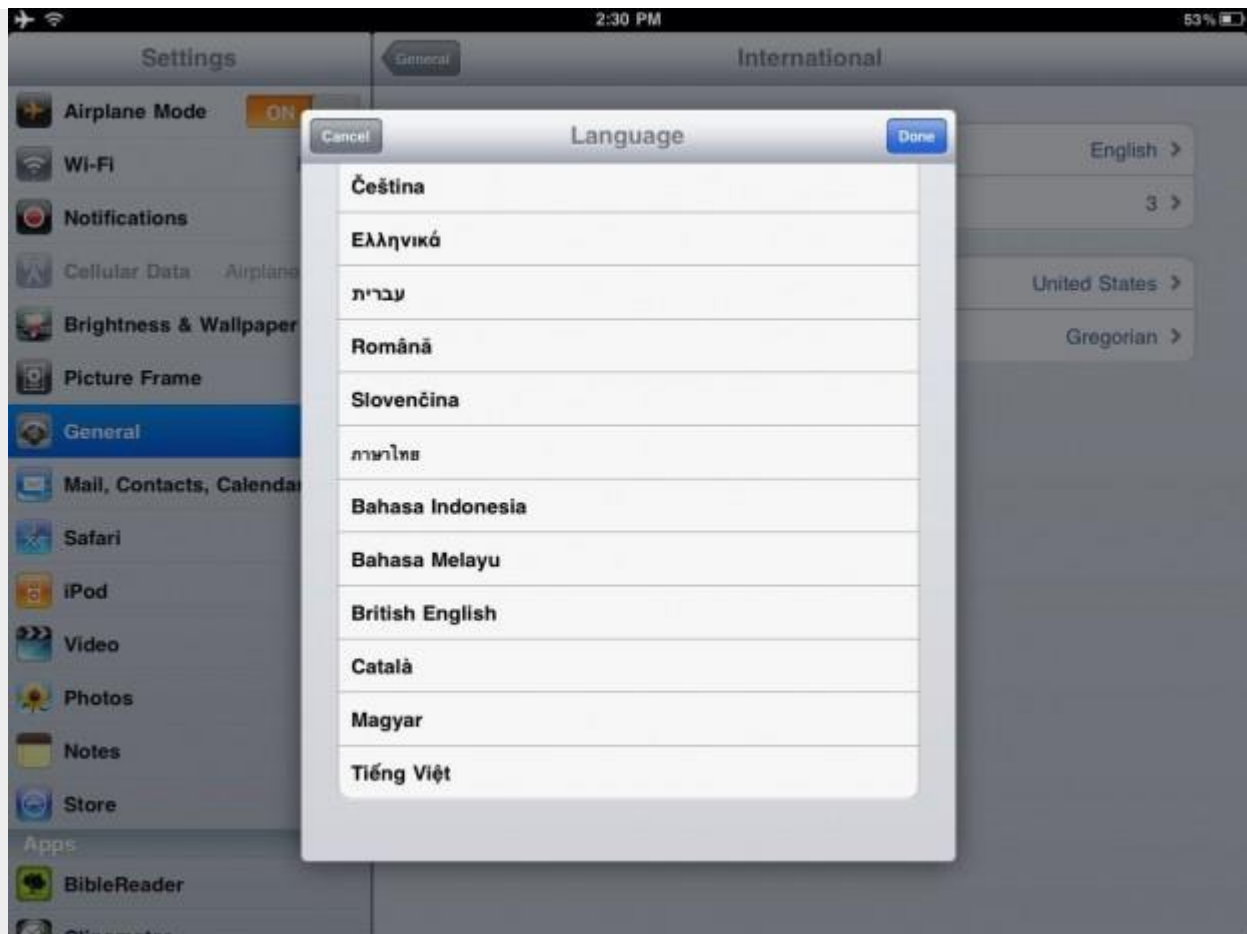 2:30 PM
53%
Settings
General
International
Airplane Mode
ON
Wi-Fi
Notifications
Cellular Data Airplane
Brightness & Wallpaper
Picture Frame
General
Mail, Contacts, Calendar
Safari
iPod
Video
Photos
Notes
Store
Apps
BibleReader
Cancel
Language
Done
Čeština
Ελληνικά
עברית
Română
Slovenčina
ภาษาไทย
Bahasa Indonesia
Bahasa Melayu
British English
Català
Magyar
Tiếng Việt
English
3
United States
Gregorian